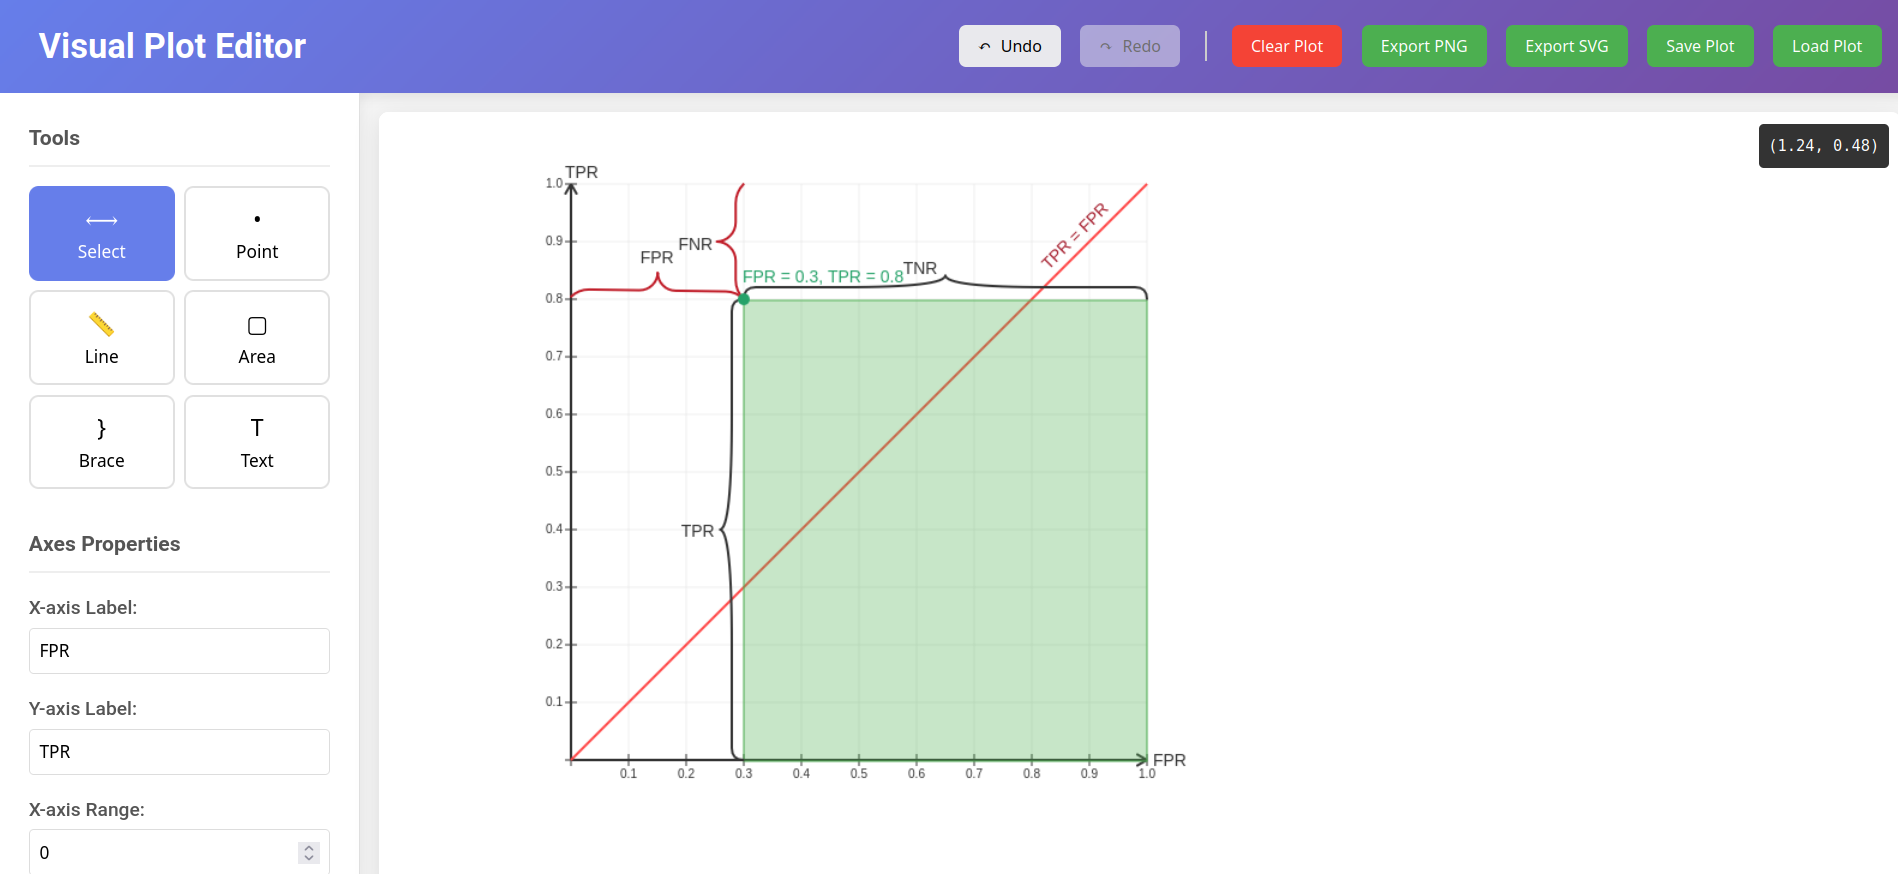 Visual Plot Editor
↶ Undo
↷ Redo
Clear Plot
Export PNG
Export SVG
Save Plot
Load Plot
Tools
Select
Point
Line
Area
}
Brace
T
Text
Axes Properties
X-axis Label:
FPR
Y-axis Label:
TPR
X-axis Range:
0
(1.24, 0.48)
TPR
1.0
0.9
0.8
0.7
0.6
0.5
0.4
0.3
0.2
0.1
FNR
FPR
FPR = 0.3, TPR = 0.8
TNR
TPR = FPR
TPR
0.1 0.2 0.3 0.4 0.5 0.6 0.7 0.8 0.9 1.0
FPR